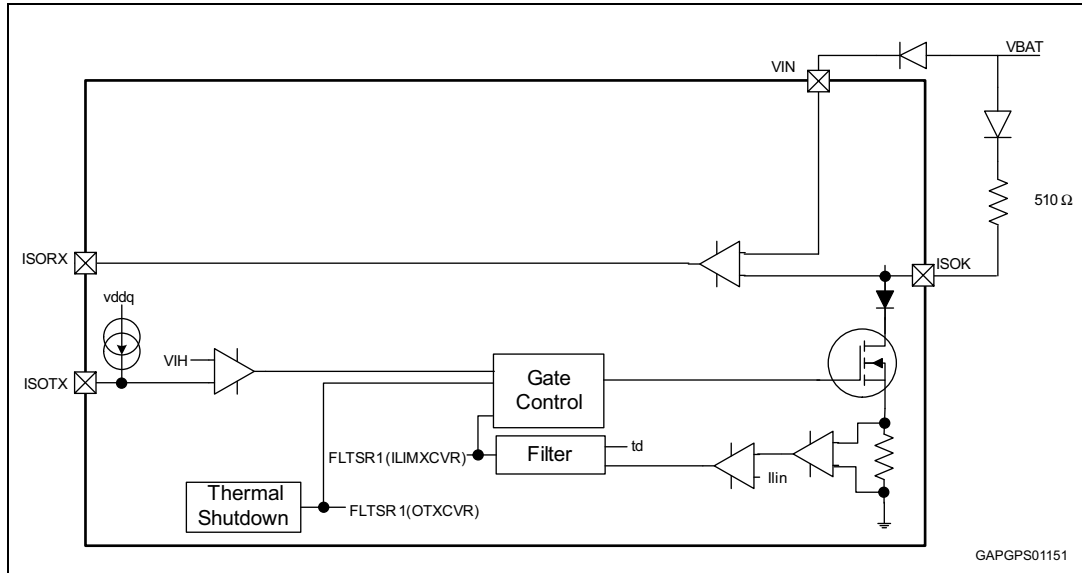 VBAT
VIN
510 Ω
ISORX
ISOK
vddq
VIH
ISOTX
Gate
Control
td
FLTSR1(ILIMXCVR)
Filter
Ilin
Thermal
Shutdown
FLTSR1(OTXCVR)
GAPGPS01151